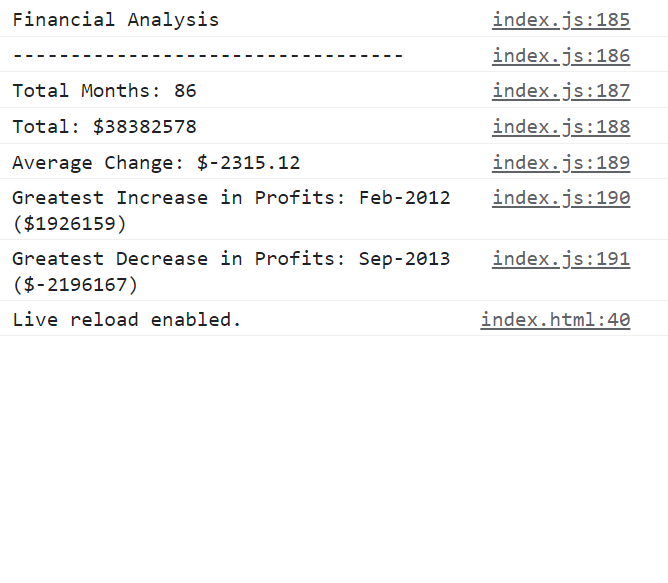 Financial Analysis index.js:185
---------------------------------- index.js:186
Total Months: 86 index.js:187
Total: $38382578 index.js:188
Average Change: $-2315.12 index.js:189
Greatest Increase in Profits: Feb-2012 index.js:190
($1926159)
Greatest Decrease in Profits: Sep-2013 index.js:191
($-2196167)
Live reload enabled. index.html:40